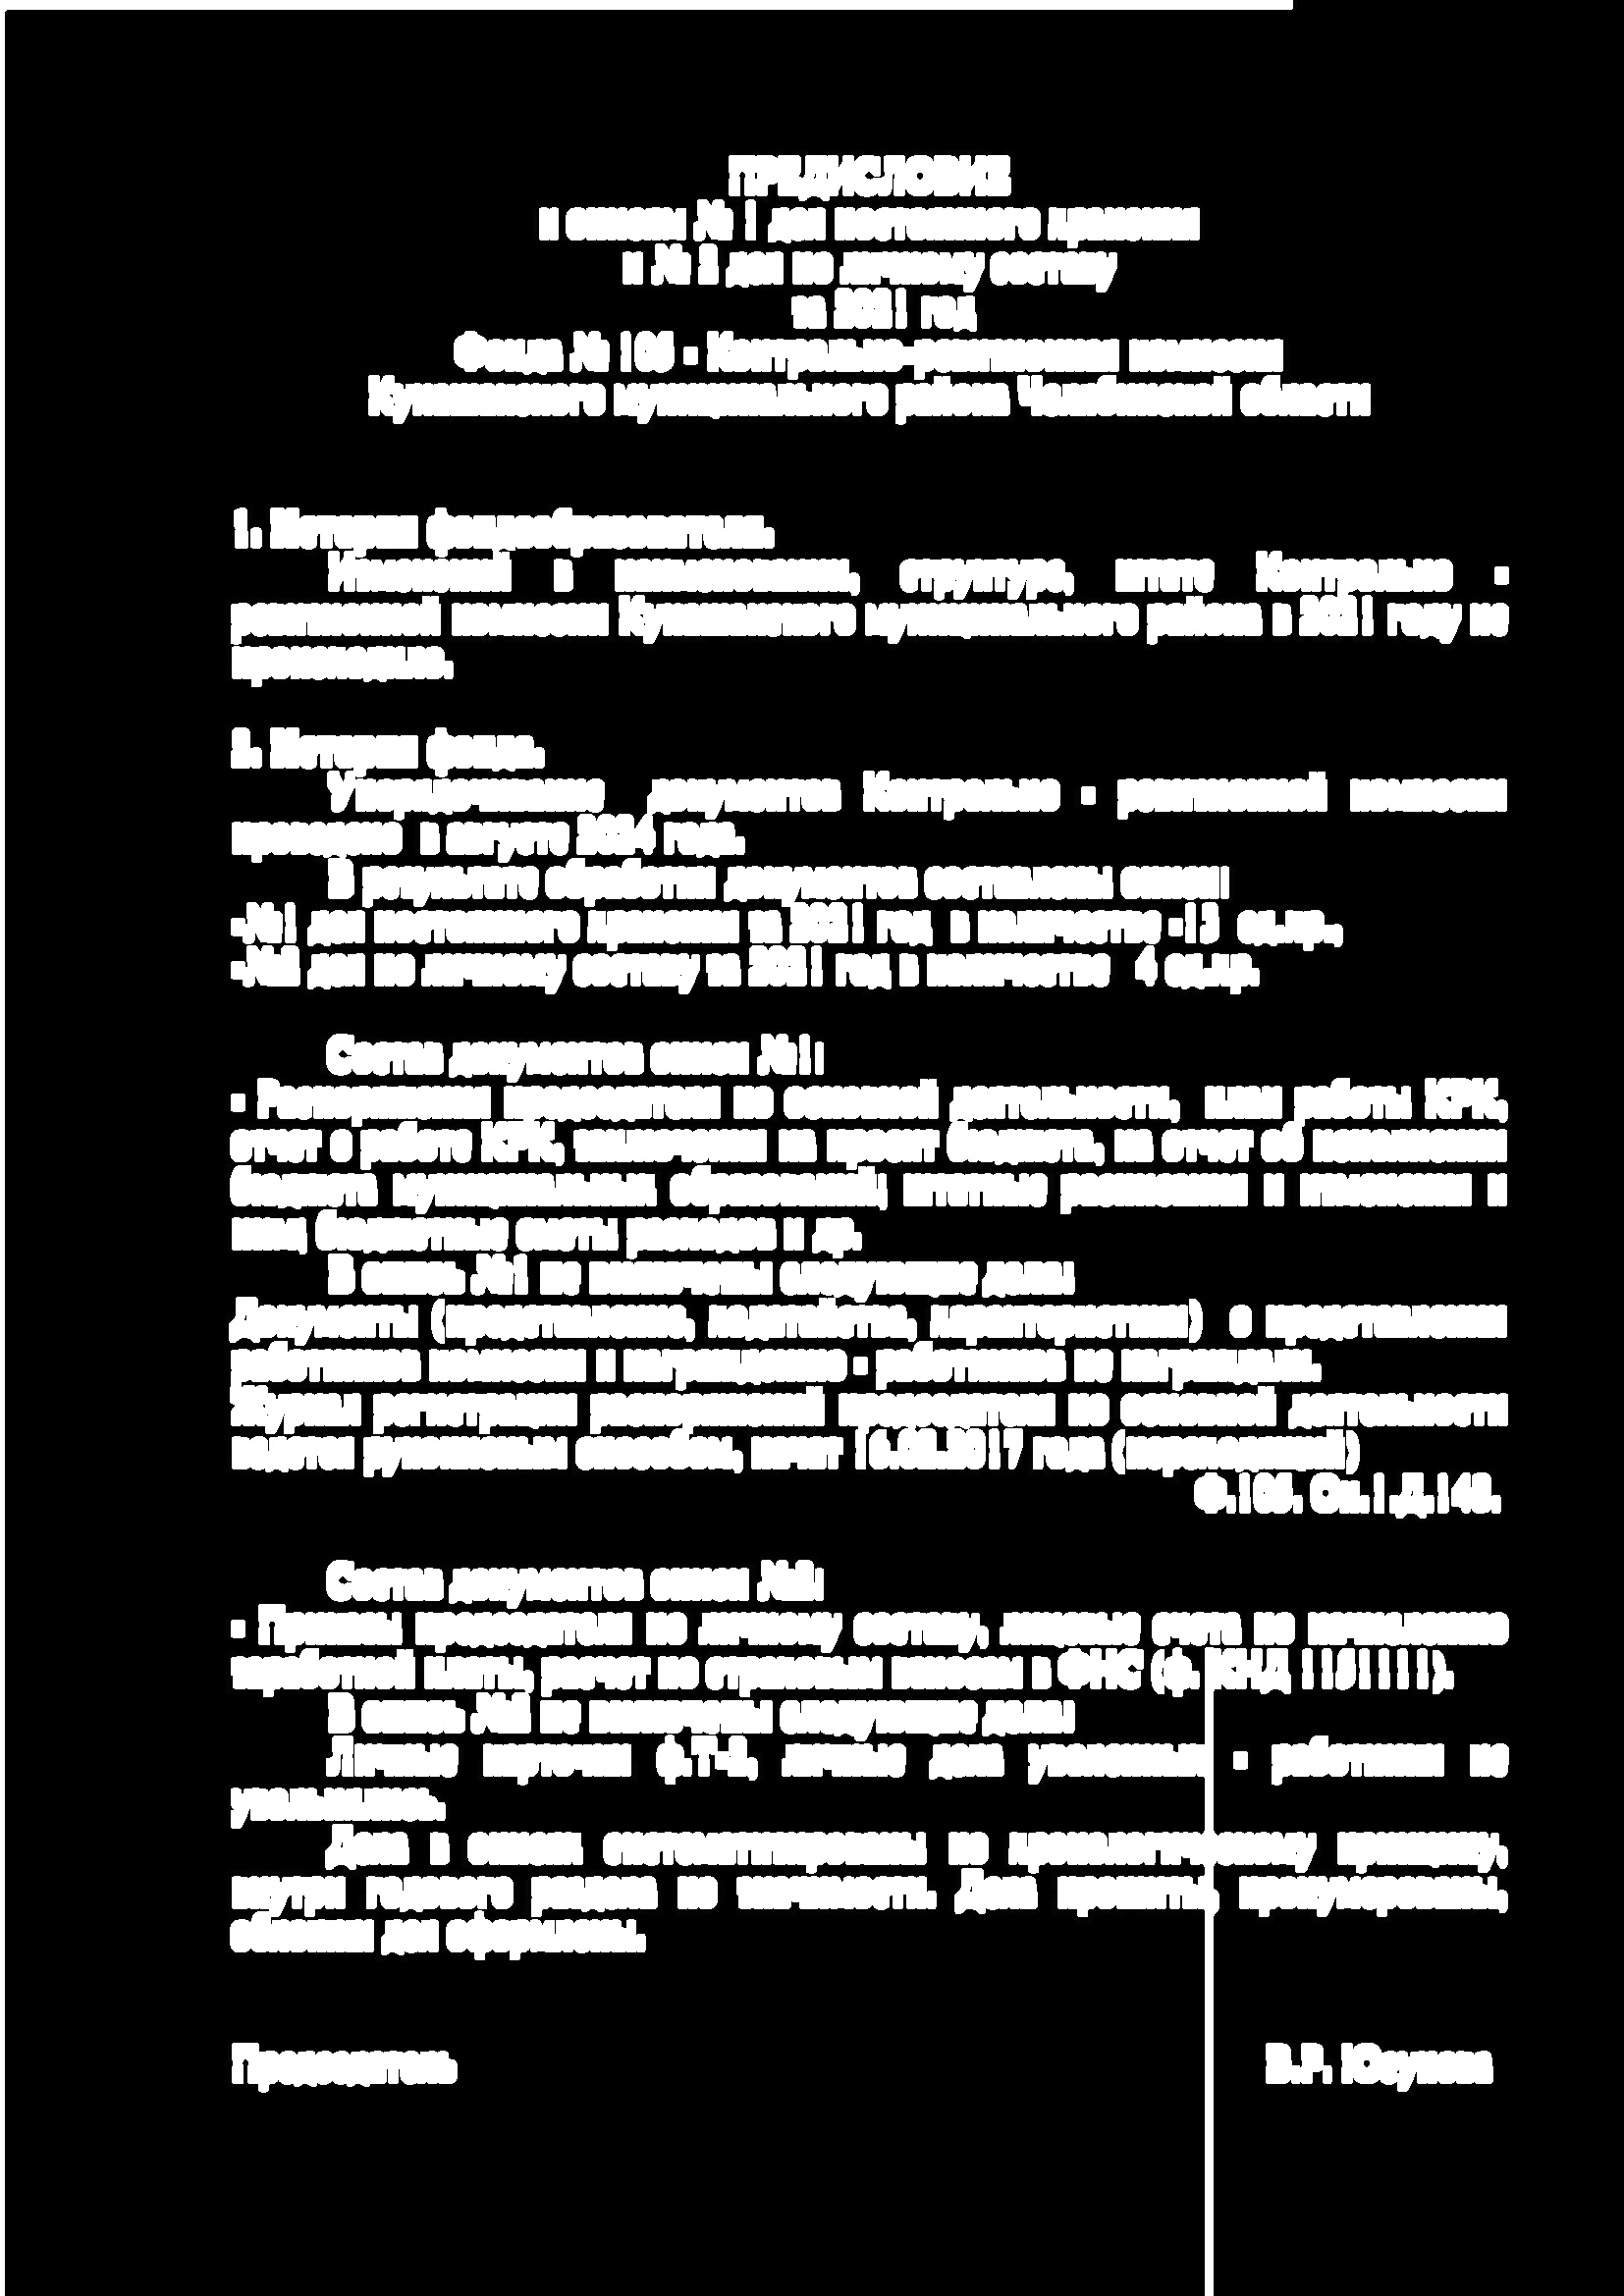 ПРЕДИСЛОВИЕ
к описям № 1 дел постоянного хранения
и № 2 дел по личному составу
за 2021 год
Фонда № 105 - Контрольно-ревизионная комиссия
Кунашакского муниципального района Челябинской области
1. История фондообразователя.
Изменений в наименовании, структуре, штате Контрольно -
ревизионной комиссии Кунашакского муниципального района в 2021 году не
происходило.
2. История фонда.
Упорядочивание документов Контрольно - ревизионной комиссии
проведено в августе 2024 года.
В результате обработки документов составлены описи:
-№1 дел постоянного хранения за 2021 год в количестве -13 ед.хр.,
-№2 дел по личному составу за 2021 год в количестве 4 ед.хр.
Состав документов описи №1:
- Распоряжения председателя по основной деятельности, план работы КРК,
отчет о работе КРК, заключения на проект бюджета, на отчет об исполнении
бюджета муниципальных образований, штатные расписания и изменения к
ним, бюджетные сметы расходов и др.
В опись №1 не включены следующие дела:
Документы (представление, ходатайства, характеристики) о представлении
работников комиссии к награждению - работников не награждали.
Журнал регистрации распоряжений председателя по основной деятельности
ведется рукописным способом, начат 16.02.2017 года (переходящий)
Ф.105. Оп.1.Д.148.
Состав документов описи №2:
- Приказы председателя по личному составу, лицевые счета по начислению
заработной платы, расчет по страховым взносам в ФНС (ф. КНД 1151111).
В опись №2 не включены следующие дела:
Личные карточки ф.Т-2, личные дела уволенных - работники не
увольнялись.
Дела в описях систематизированы по хронологическому принципу,
внутри годового раздела по значимости. Дела прошиты, пронумерованы,
обложки дел оформлены.
Председатель В.Р. Юсупова